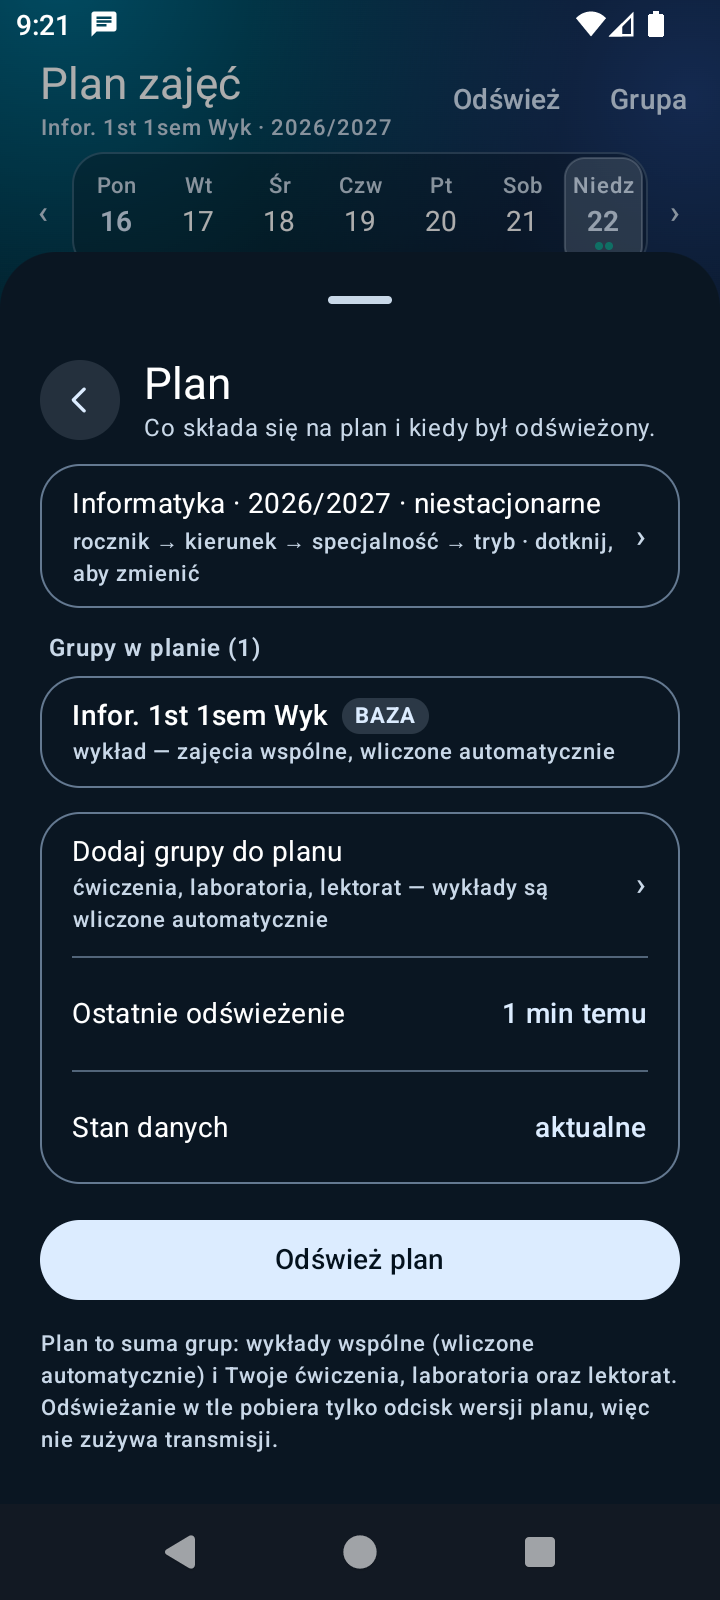 9:21
Plan zajęć
Odśwież
Grupa
Infor. 1st 1sem Wyk · 2026/2027
Pon Wt Śr Czw Pt Sob Niedz
‹ 16 17 18 19 20 21 22 ›
Plan
Co składa się na plan i kiedy był odświeżony.
Informatyka · 2026/2027 · niestacjonarne
rocznik → kierunek → specjalność → tryb · dotknij, ›
aby zmienić
Grupy w planie (1)
Infor. 1st 1sem Wyk BAZA
wykład — zajęcia wspólne, wliczone automatycznie
Dodaj grupy do planu
ćwiczenia, laboratoria, lektorat — wykłady są ›
wliczone automatycznie
Ostatnie odświeżenie 1 min temu
Stan danych aktualne
Odśwież plan
Plan to suma grup: wykłady wspólne (wliczone
automatycznie) i Twoje ćwiczenia, laboratoria oraz lektorat.
Odświeżanie w tle pobiera tylko odcisk wersji planu, więc
nie zużywa transmisji.